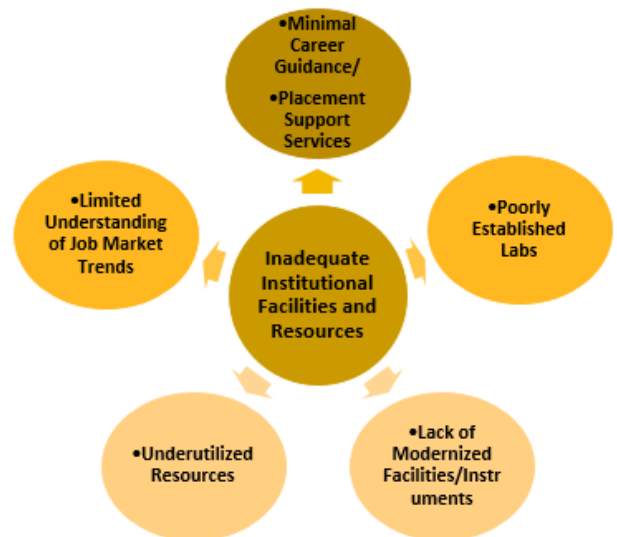 •Minimal
Career
Guidance/
•Placement
Support
Services
•Limited
Understanding
of Job Market
Trends
•Poorly
Established
Labs
Inadequate
Institutional
Facilities and
Resources
•Underutilized
Resources
•Lack of
Modernized
Facilities/Instr
uments